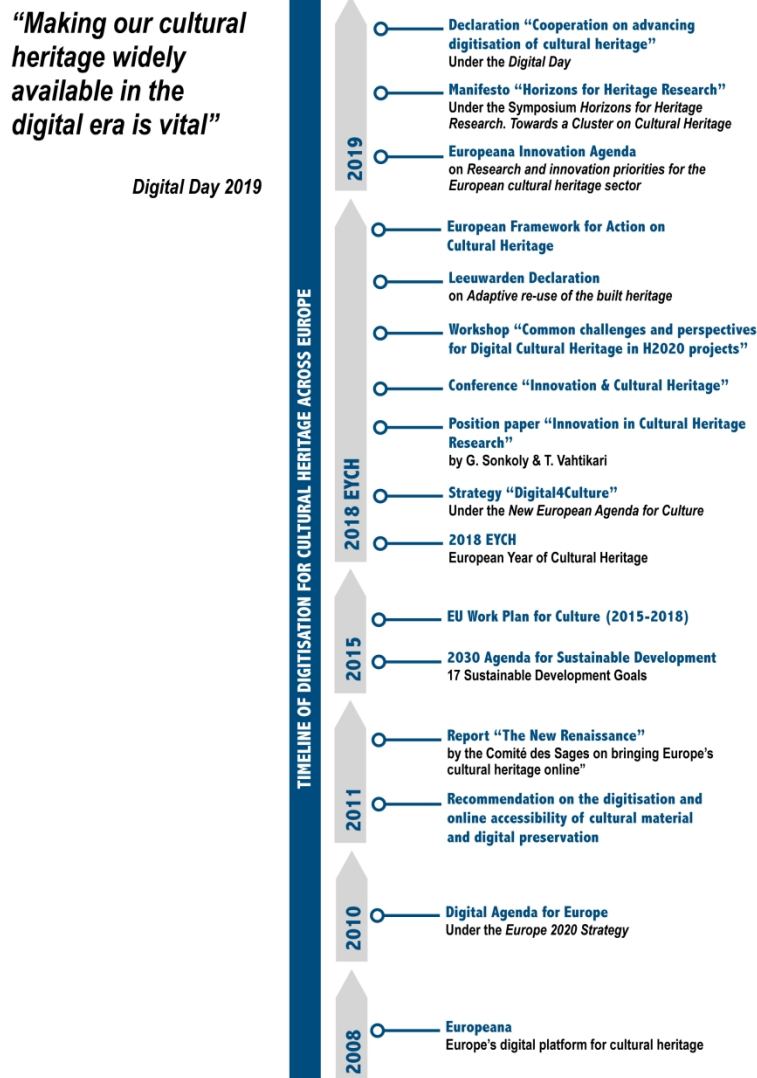 “Making our cultural
heritage widely
available in the
digital era is vital”
Digital Day 2019
TIMELINE OF DIGITISATION FOR CULTURAL HERITAGE ACROSS EUROPE
2019
Declaration “Cooperation on advancing
digitisation of cultural heritage”
Under the Digital Day
Manifesto “Horizons for Heritage Research”
Under the Symposium Horizons for Heritage
Research. Towards a Cluster on Cultural Heritage
Europeana Innovation Agenda
on Research and innovation priorities for the
European cultural heritage sector
2018 EYCH
European Framework for Action on
Cultural Heritage
Leeuwarden Declaration
on Adaptive re-use of the built heritage
Workshop “Common challenges and perspectives
for Digital Cultural Heritage in H2020 projects”
Conference “Innovation & Cultural Heritage”
Position paper “Innovation in Cultural Heritage
Research”
by G. Sonkoly & T. Vahtikari
Strategy “Digital4Culture”
Under the New European Agenda for Culture
2018 EYCH
European Year of Cultural Heritage
2015
EU Work Plan for Culture (2015-2018)
2030 Agenda for Sustainable Development
17 Sustainable Development Goals
2011
Report “The New Renaissance”
by the Comité des Sages on bringing Europe’s
cultural heritage online”
Recommendation on the digitisation and
online accessibility of cultural material
and digital preservation
2010
Digital Agenda for Europe
Under the Europe 2020 Strategy
2008
Europeana
Europe’s digital platform for cultural heritage